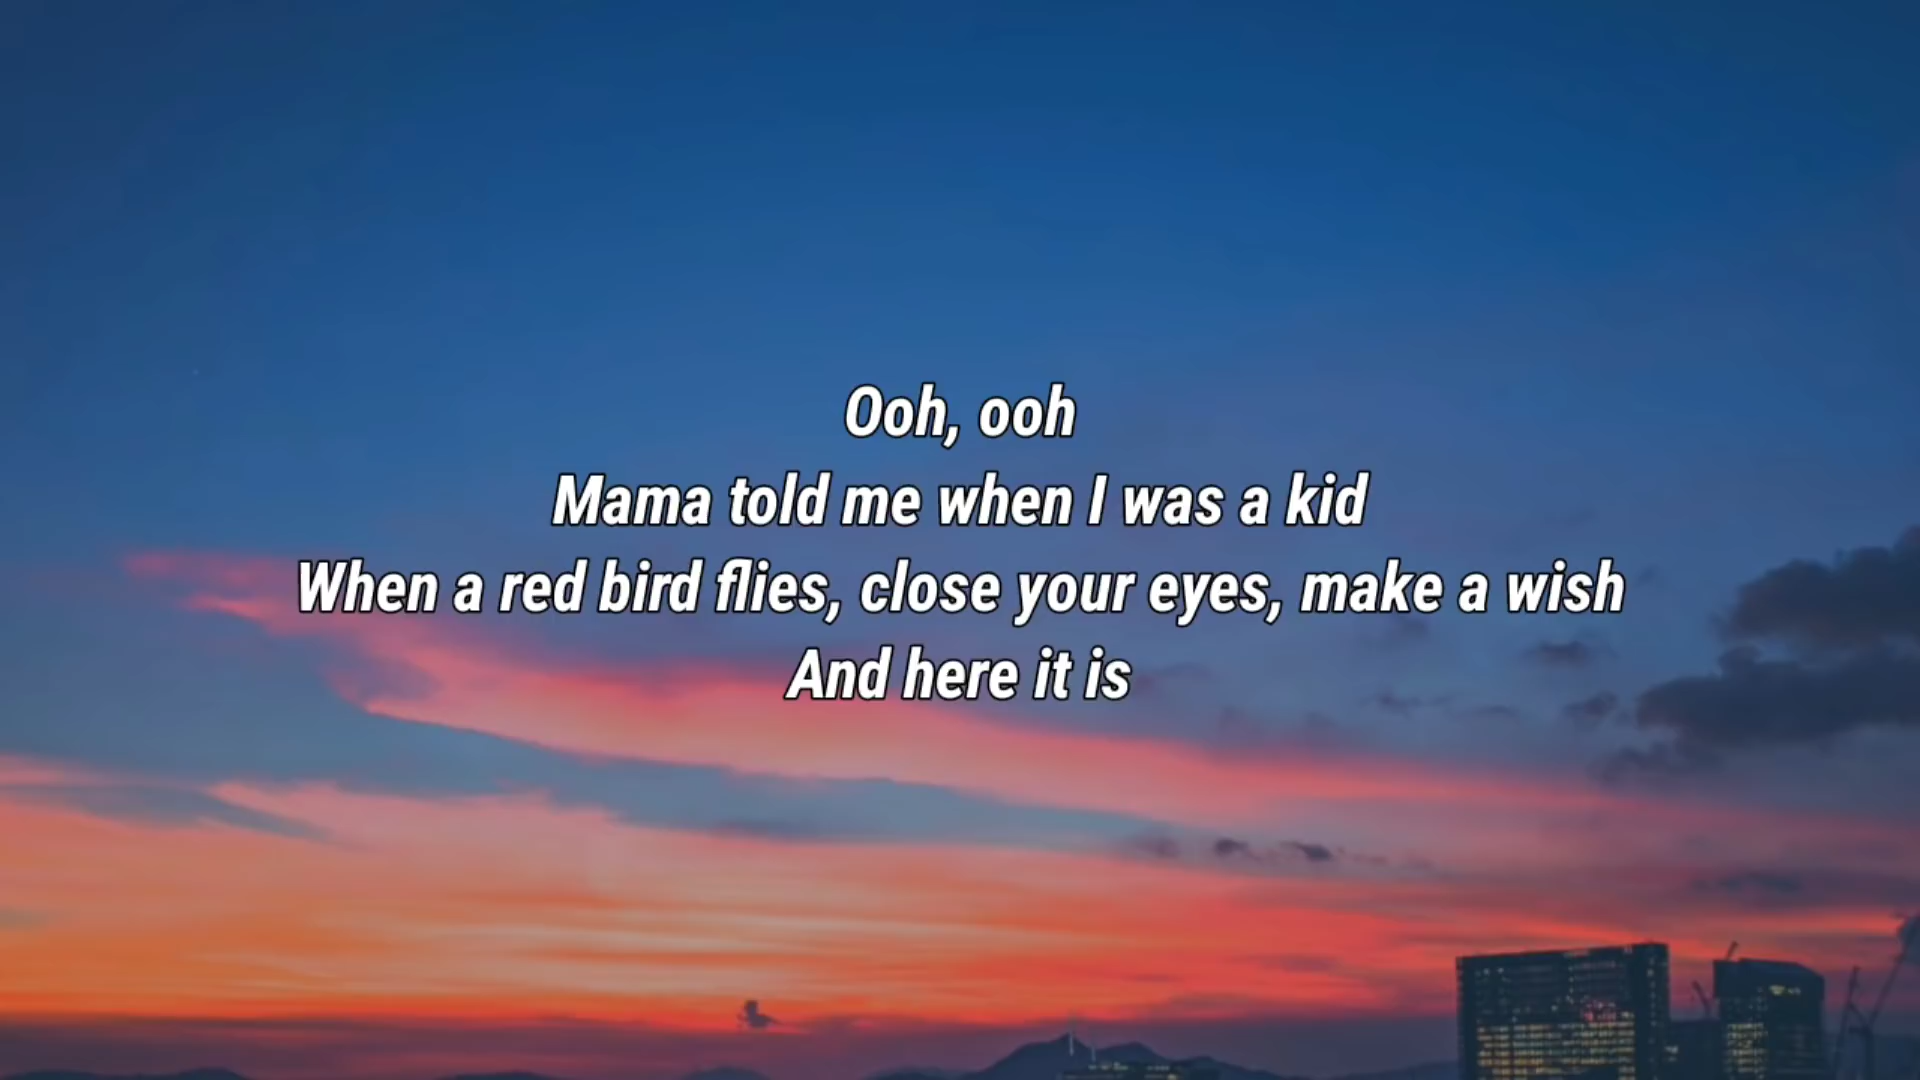 Ooh, ooh
Mama told me when I was a kid
When a red bird flies, close your eyes, make a wish
And here it is